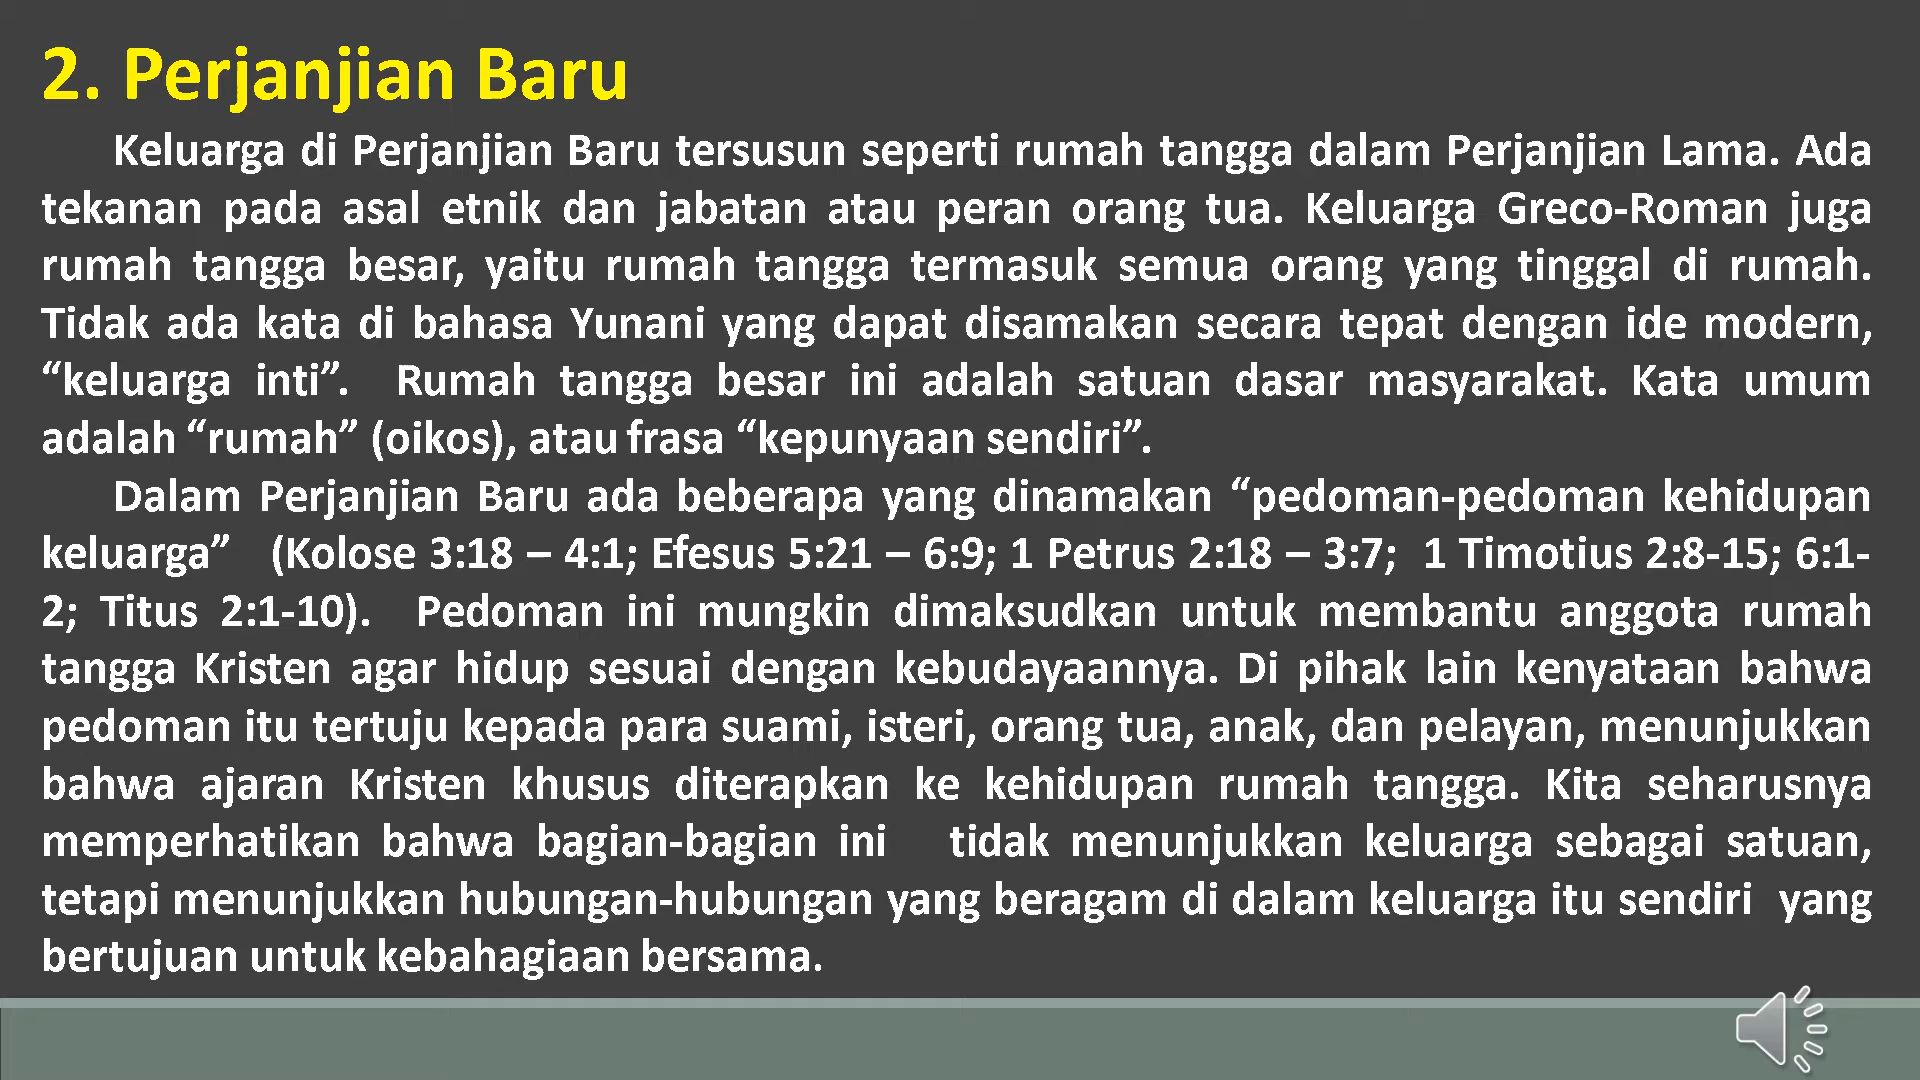 2. Perjanjian Baru
Keluarga di Perjanjian Baru tersusun seperti rumah tangga dalam Perjanjian Lama. Ada
tekanan pada asal etnik dan jabatan atau peran orang tua. Keluarga Greco-Roman juga
rumah tangga besar, yaitu rumah tangga termasuk semua orang yang tinggal di rumah.
Tidak ada kata di bahasa Yunani yang dapat disamakan secara tepat dengan ide modern,
“keluarga inti”. Rumah tangga besar ini adalah satuan dasar masyarakat. Kata umum
adalah “rumah” (oikos), atau frasa “kepunyaan sendiri”.
Dalam Perjanjian Baru ada beberapa yang dinamakan “pedoman-pedoman kehidupan
keluarga” (Kolose 3:18 – 4:1; Efesus 5:21 – 6:9; 1 Petrus 2:18 – 3:7; 1 Timotius 2:8-15; 6:1-
2; Titus 2:1-10). Pedoman ini mungkin dimaksudkan untuk membantu anggota rumah
tangga Kristen agar hidup sesuai dengan kebudayaannya. Di pihak lain kenyataan bahwa
pedoman itu tertuju kepada para suami, isteri, orang tua, anak, dan pelayan, menunjukkan
bahwa ajaran Kristen khusus diterapkan ke kehidupan rumah tangga. Kita seharusnya
memperhatikan bahwa bagian-bagian ini tidak menunjukkan keluarga sebagai satuan,
tetapi menunjukkan hubungan-hubungan yang beragam di dalam keluarga itu sendiri yang
bertujuan untuk kebahagiaan bersama.